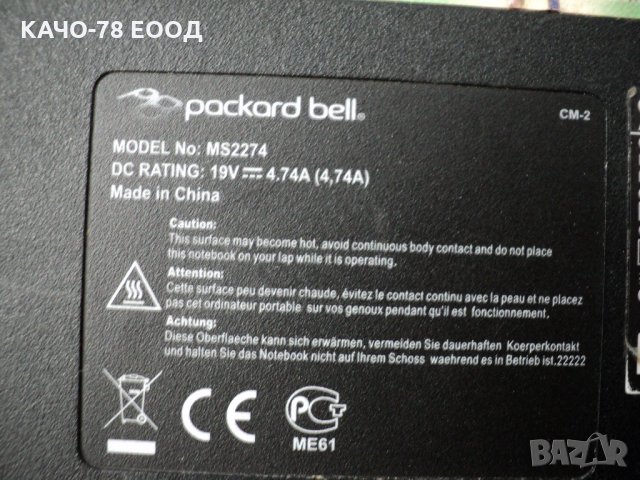 КАЧО-78 ЕООД
packard bell®
CM-2
MODEL No: MS2274
DC RATING: 19V 4.74A (4,74A)
Made in China
Caution:
This surface may become hot, avoid continuous body contact and do not place
this notebook on your lap while it is operating.
Attention:
Cette surface peu devenir chaude, évitez le contact continu avec la peau et ne placez
pas cet ordinateur portable sur vos genoux pendant qu'il est fonctionnement.
Achtung:
Diese Oberflaeche kann sich erwärmen, vermeiden Sie dauerhaften Koerperkontakt
und halten Sie das Notebook nicht auf Ihrem Schoss waehrend es in Betrieb ist.22222
CE
PCT
ME61
BAZAR
bg